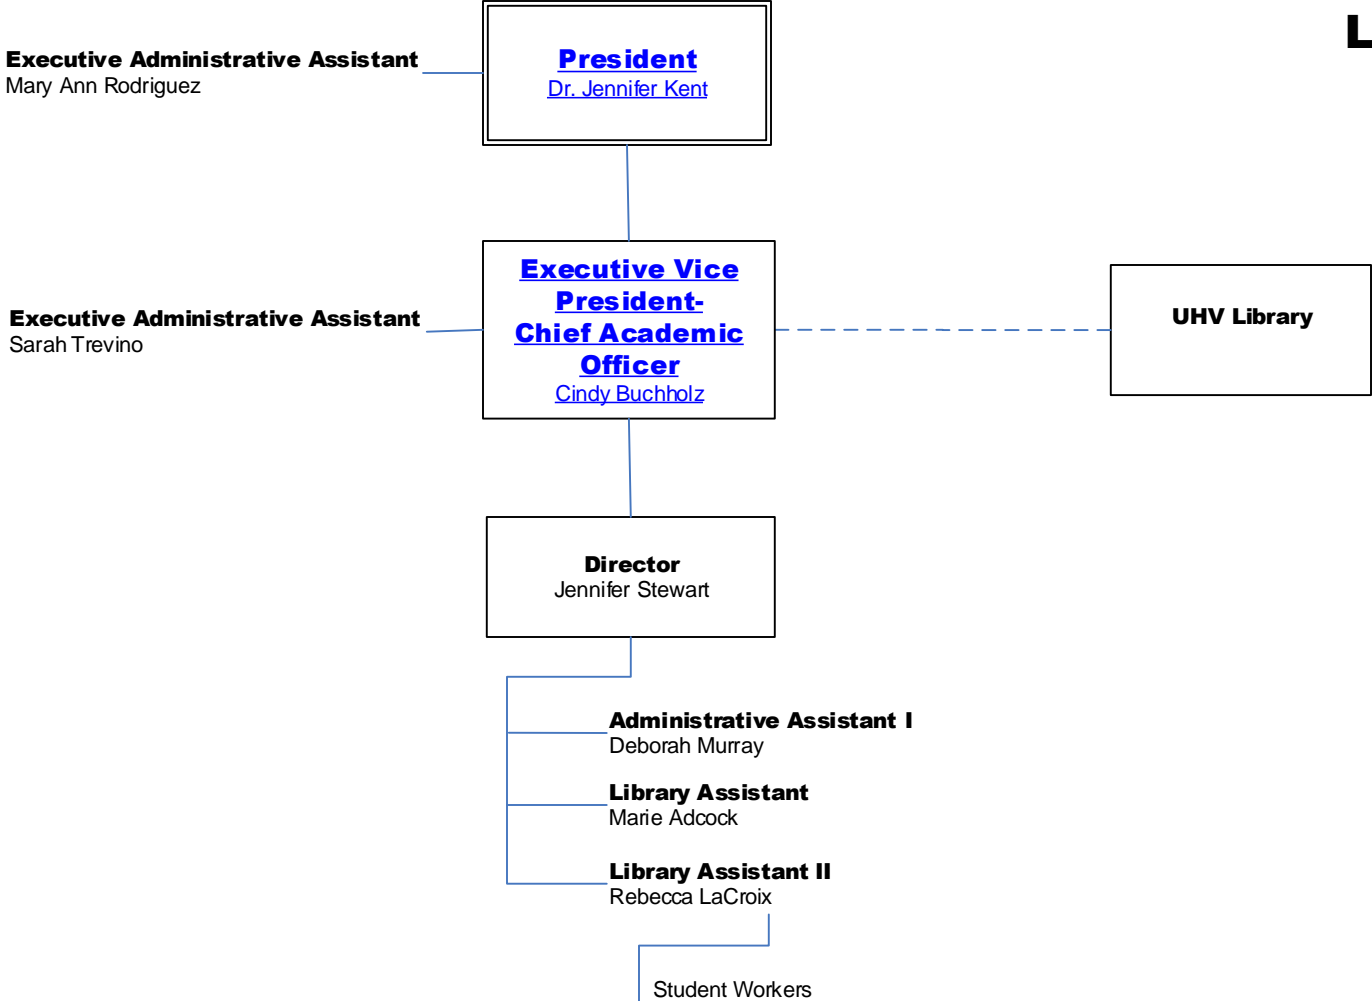 L
Executive Administrative Assistant
Mary Ann Rodriguez
President
Dr. Jennifer Kent
Executive Administrative Assistant
Sarah Trevino
Executive Vice
President-
Chief Academic
Officer
Cindy Buchholz
UHV Library
Director
Jennifer Stewart
Administrative Assistant I
Deborah Murray
Library Assistant
Marie Adcock
Library Assistant II
Rebecca LaCroix
Student Workers